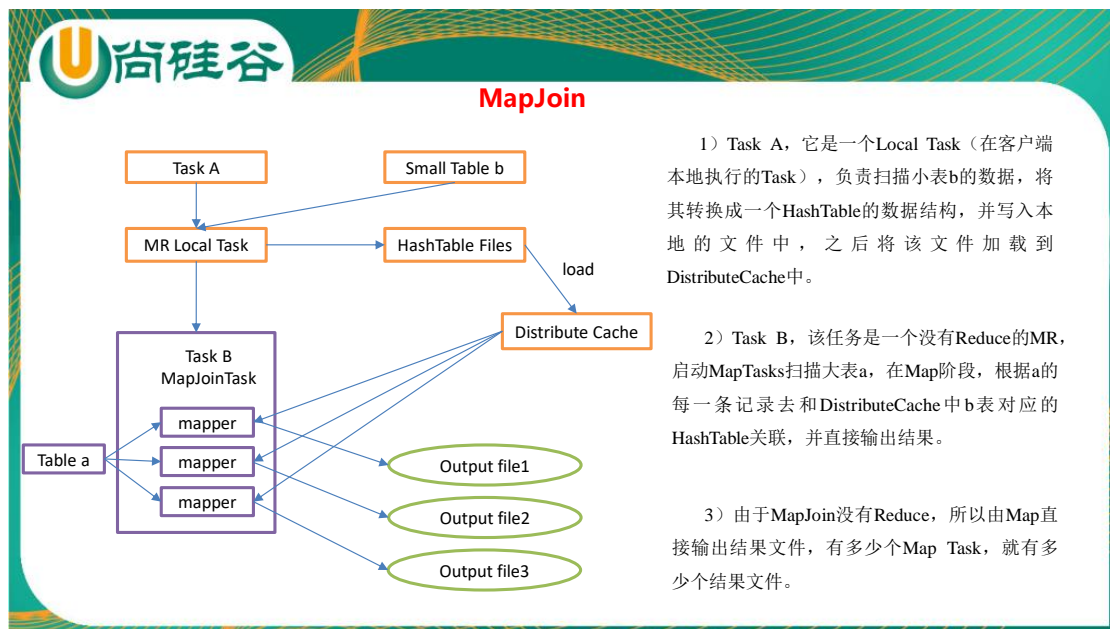 尚硅谷
MapJoin
Task A
Small Table b
MR Local Task
HashTable Files
load
Distribute Cache
Task B
MapJoinTask
mapper
mapper
mapper
Table a
Output file1
Output file2
Output file3
1）Task A，它是一个Local Task（在客户端
本地执行的Task），负责扫描小表b的数据，将
其转换成一个HashTable的数据结构，并写入本
地的文件中，之后将该文件加载到
DistributeCache中。
2）Task B，该任务是一个没有Reduce的MR，
启动MapTasks扫描大表a，在Map阶段，根据a的
每一条记录去和DistributeCache中b表对应的
HashTable关联，并直接输出结果。
3）由于MapJoin没有Reduce，所以由Map直
接输出结果文件，有多少个Map Task，就有多
少个结果文件。